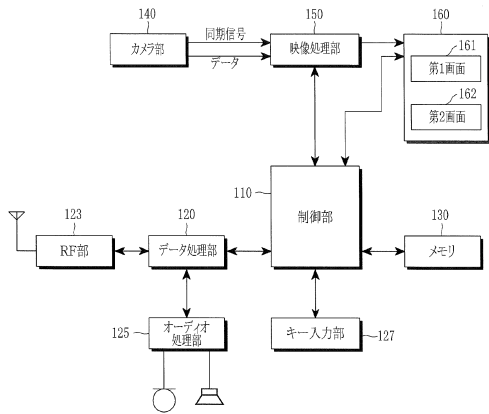 140
カメラ部
同期信号
データ
150
映像処理部
160
161
第1画面
162
第2画面
110
制御部
123
RF部
120
データ処理部
130
メモリ
125
オーディオ
処理部
キー入力部
127